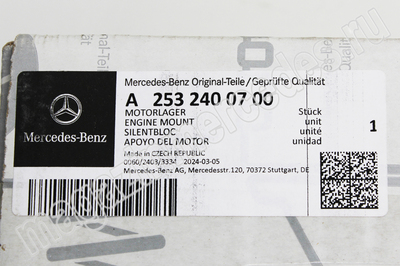 Mercedes-Benz Original-Teile/Geprüfte Qualität
A 253 240 07 00
MOTORLAGER Stück
ENGINE MOUNT unit
SILENTBLOC unité 1
APOYO DEL MOTOR unidad
Made in CZECH REPUBLIC
0060/2403/3334 2024-03-05
Mercedes-Benz AG, Mercedesstr.120, 70372 Stuttgart, DE
Mercedes-Benz